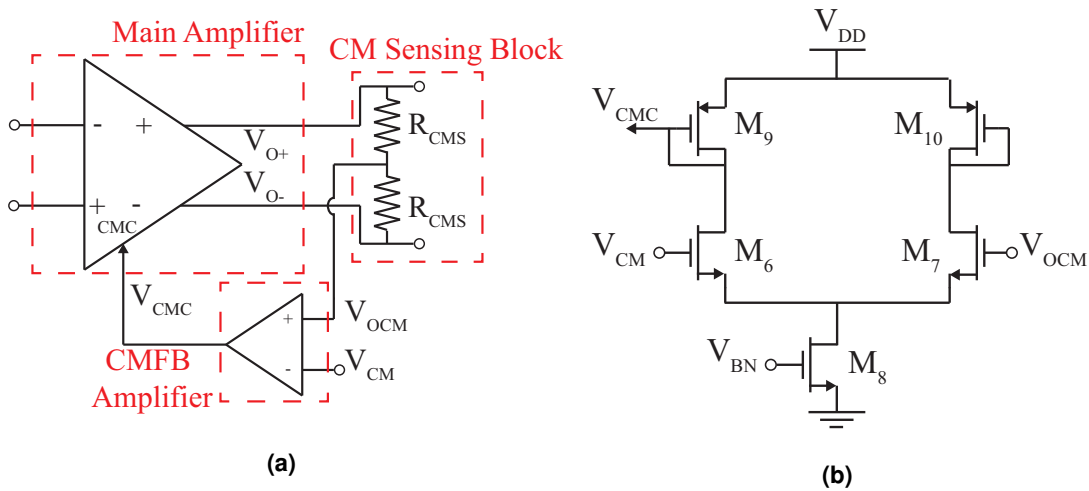 Main Amplifier
CM Sensing Block
- +
V_O+
V_O-
+ -
CMC
R_CMS
R_CMS
V_CMC
V_OCM
+
-
V_CM
CMFB
Amplifier
(a)
V_DD
V_CMC
M_9
M_10
V_CM
M_6
M_7
V_OCM
V_BN
M_8
(b)